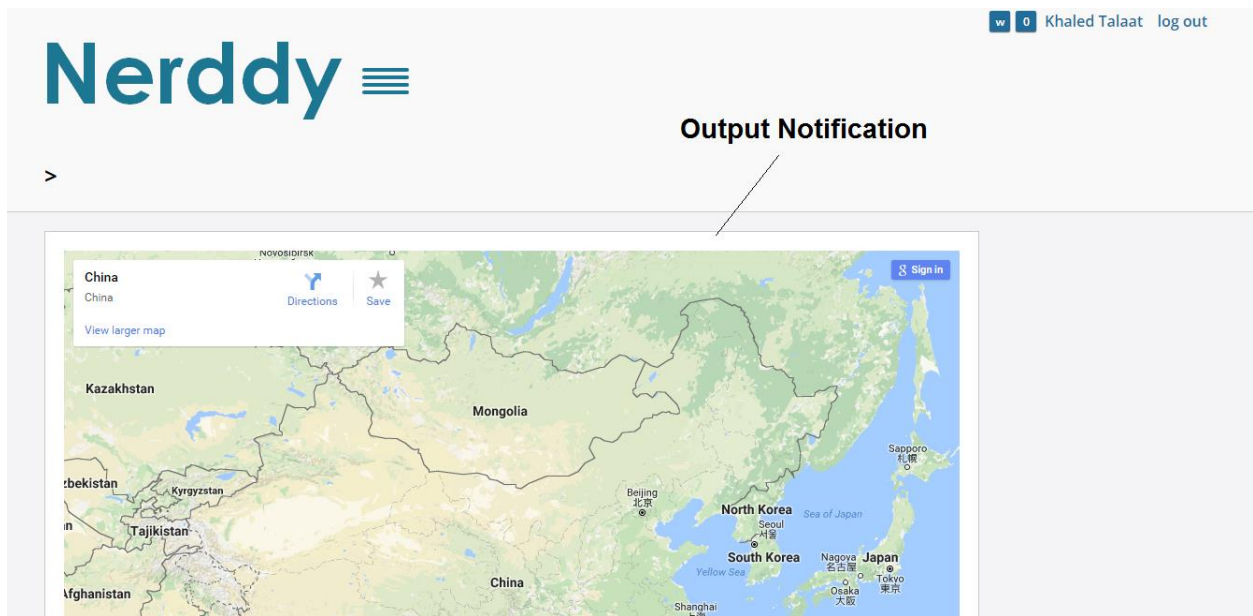 w 0 Khaled Talaat log out
Nerddy
Output Notification
>
Novosibirsk
China
China
Directions
Save
View larger map
8 Sign in
Kazakhstan
Mongolia
Sapporo
札幌
zbekistan
Kyrgyzstan
Beijing
北京
North Korea
Sea of Japan
an
Tajikistan
Seoul
서울
South Korea
Nagoya
名古屋
Japan
Tokyo
東京
Yellow Sea
Osaka
大阪
Afghanistan
China
Shanghai